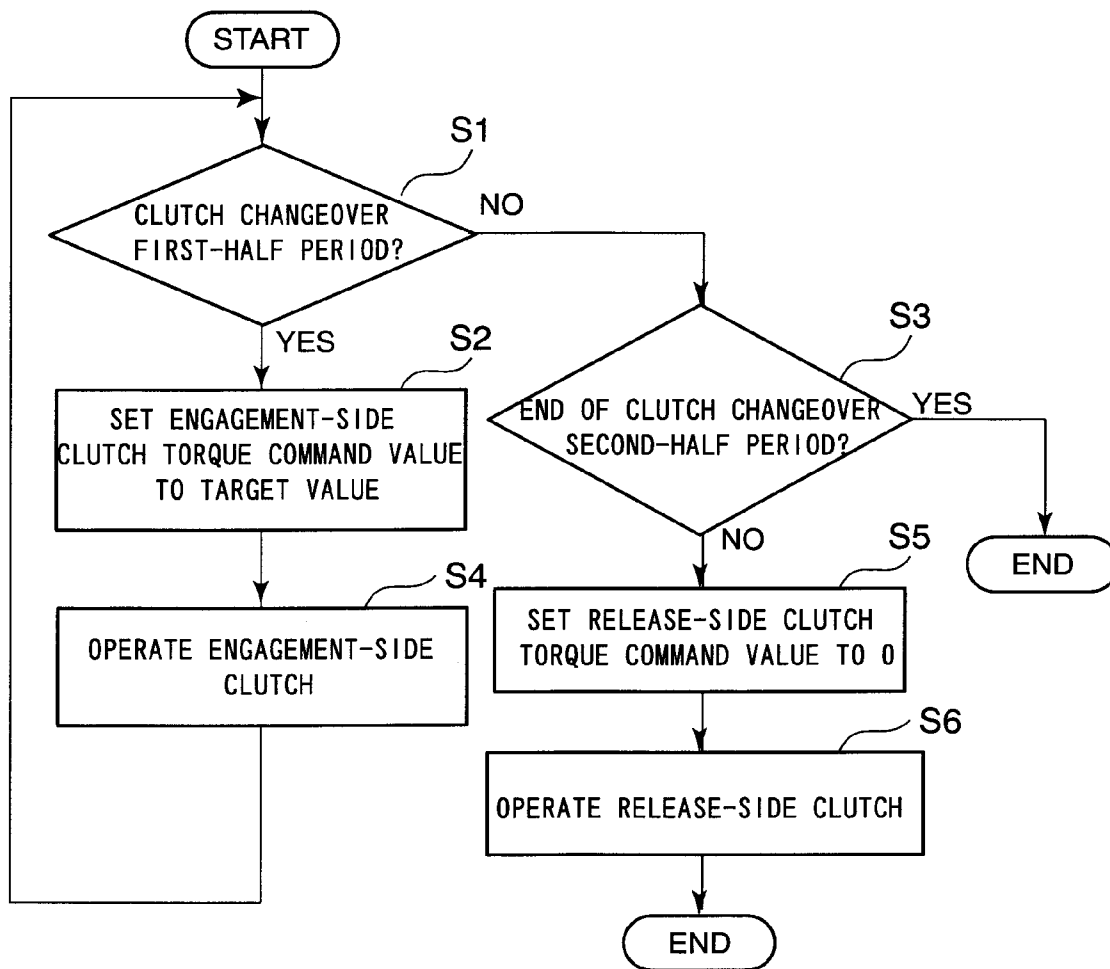 START
S1
CLUTCH CHANGEOVER
FIRST-HALF PERIOD?
NO
YES
S2
SET ENGAGEMENT-SIDE
CLUTCH TORQUE COMMAND VALUE
TO TARGET VALUE
S3
END OF CLUTCH CHANGEOVER
SECOND-HALF PERIOD?
YES
NO
END
S4
OPERATE ENGAGEMENT-SIDE
CLUTCH
S5
SET RELEASE-SIDE CLUTCH
TORQUE COMMAND VALUE TO 0
S6
OPERATE RELEASE-SIDE CLUTCH
END